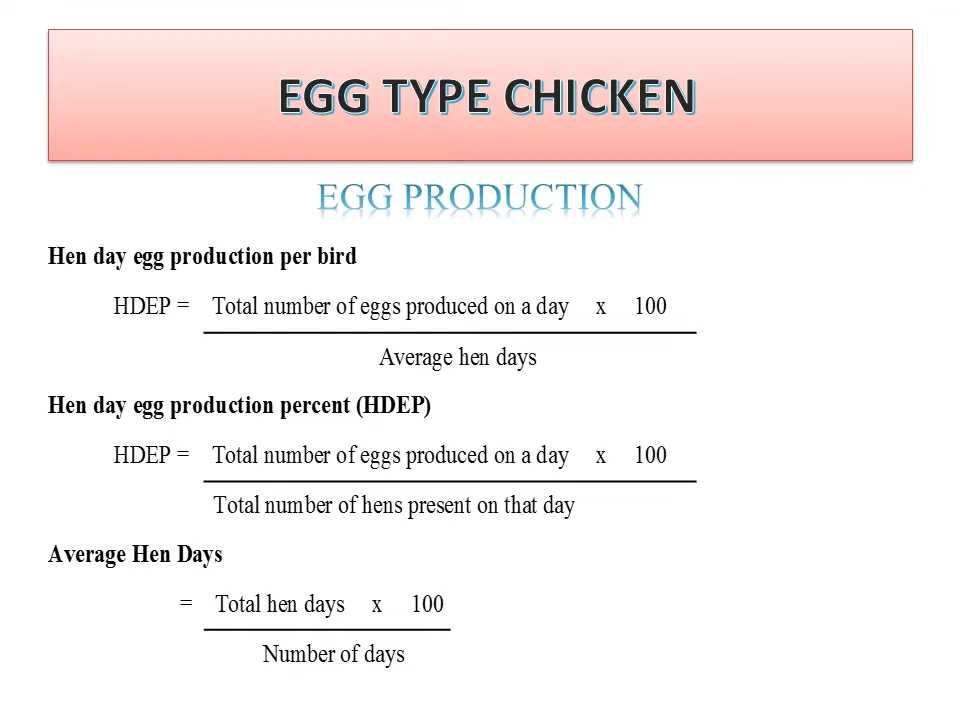 EGG TYPE CHICKEN
EGG PRODUCTION
Hen day egg production per bird
HDEP = Total number of eggs produced on a day x 100
Average hen days
Hen day egg production percent (HDEP)
HDEP = Total number of eggs produced on a day x 100
Total number of hens present on that day
Average Hen Days
= Total hen days x 100
Number of days